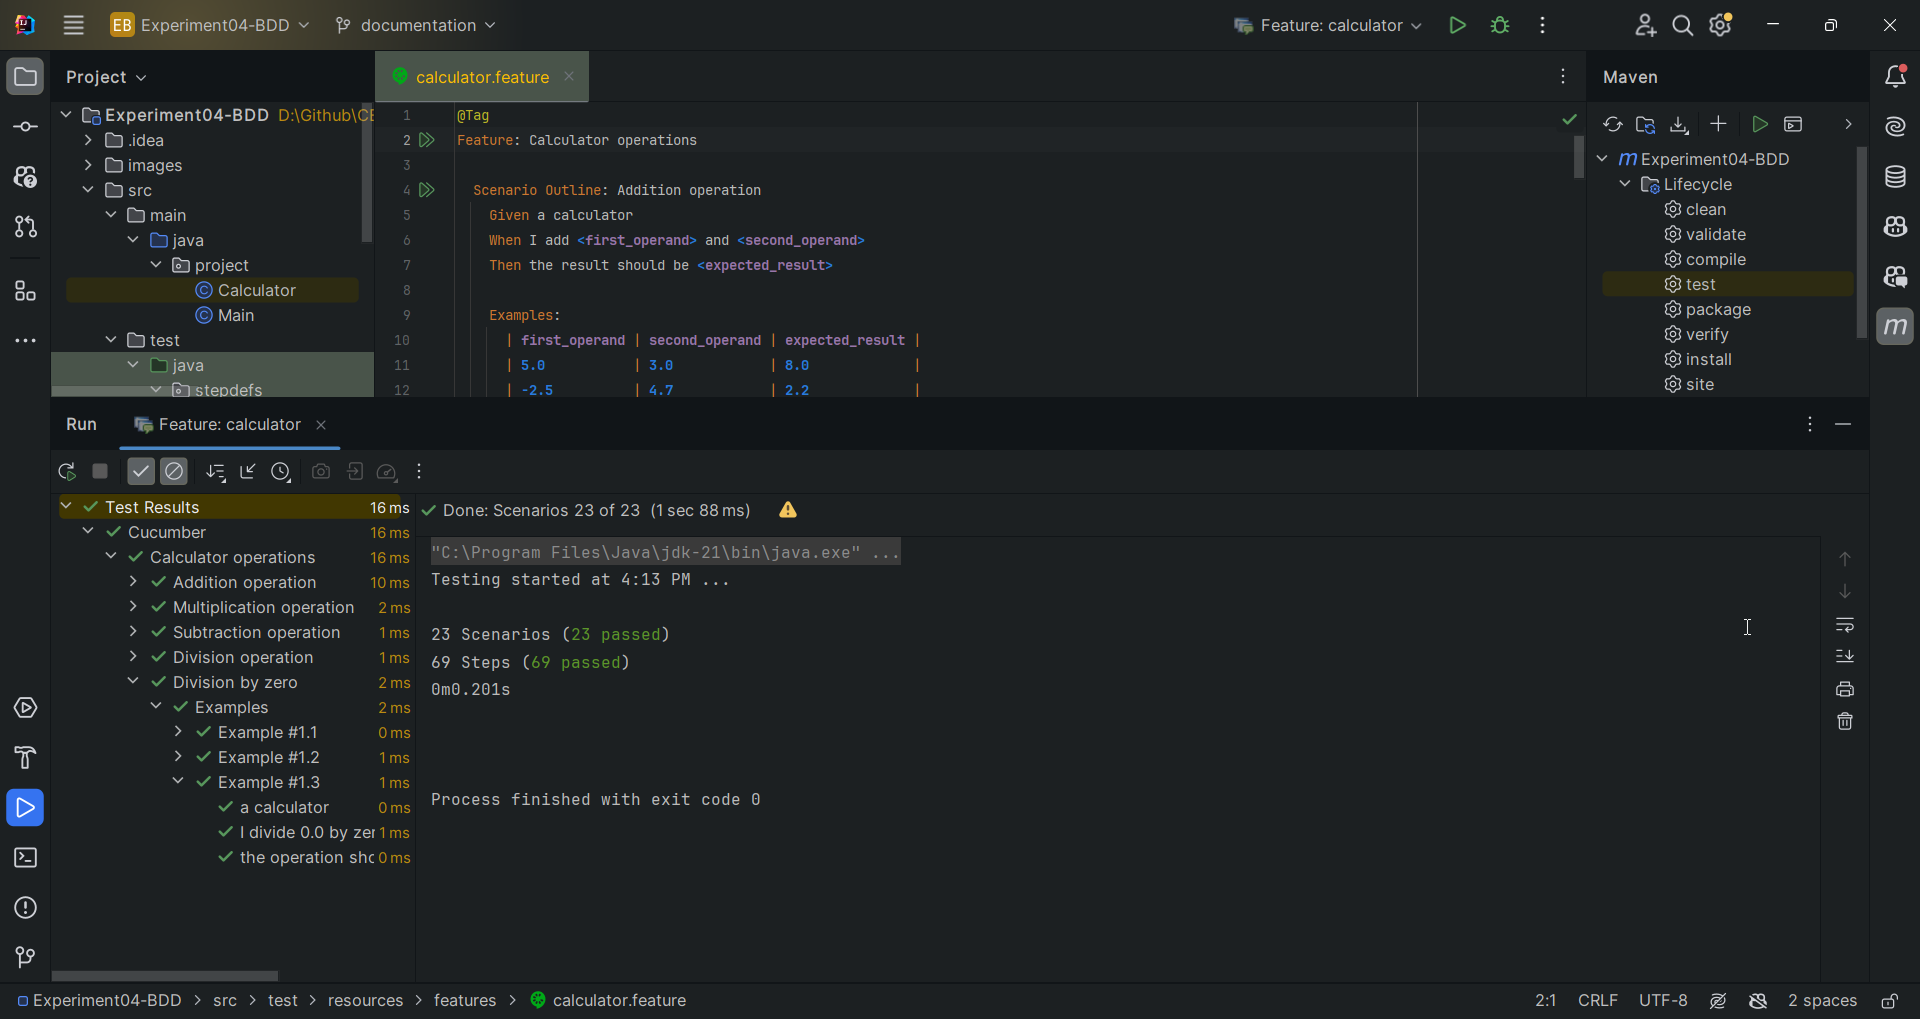 EB Experiment04-BDD documentation Feature: calculator
Project
calculator.feature
Maven
Experiment04-BDD D:\Github\CE
.idea
images
src
main
java
project
Calculator
Main
test
java
stepdefs
1 @Tag
2 Feature: Calculator operations
3
4 Scenario Outline: Addition operation
5 Given a calculator
6 When I add <first_operand> and <second_operand>
7 Then the result should be <expected_result>
8
9 Examples:
10 | first_operand | second_operand | expected_result |
11 | 5.0 | 3.0 | 8.0 |
12 | -2.5 | 4.7 | 2.2 |
m Experiment04-BDD
Lifecycle
clean
validate
compile
test
package
verify
install
site
m
Run Feature: calculator
Test Results 16 ms
Cucumber 16 ms
Calculator operations 16 ms
Addition operation 10 ms
Multiplication operation 2 ms
Subtraction operation 1 ms
Division operation 1 ms
Division by zero 2 ms
Examples 2 ms
Example #1.1 0 ms
Example #1.2 1 ms
Example #1.3 1 ms
a calculator 0 ms
I divide 0.0 by zer 1 ms
the operation shc 0 ms
Done: Scenarios 23 of 23 (1 sec 88 ms)
"C:\Program Files\Java\jdk-21\bin\java.exe" ...
Testing started at 4:13 PM ...
23 Scenarios (23 passed)
69 Steps (69 passed)
0m0.201s
Process finished with exit code 0
Experiment04-BDD > src > test > resources > features > calculator.feature
2:1 CRLF UTF-8 2 spaces